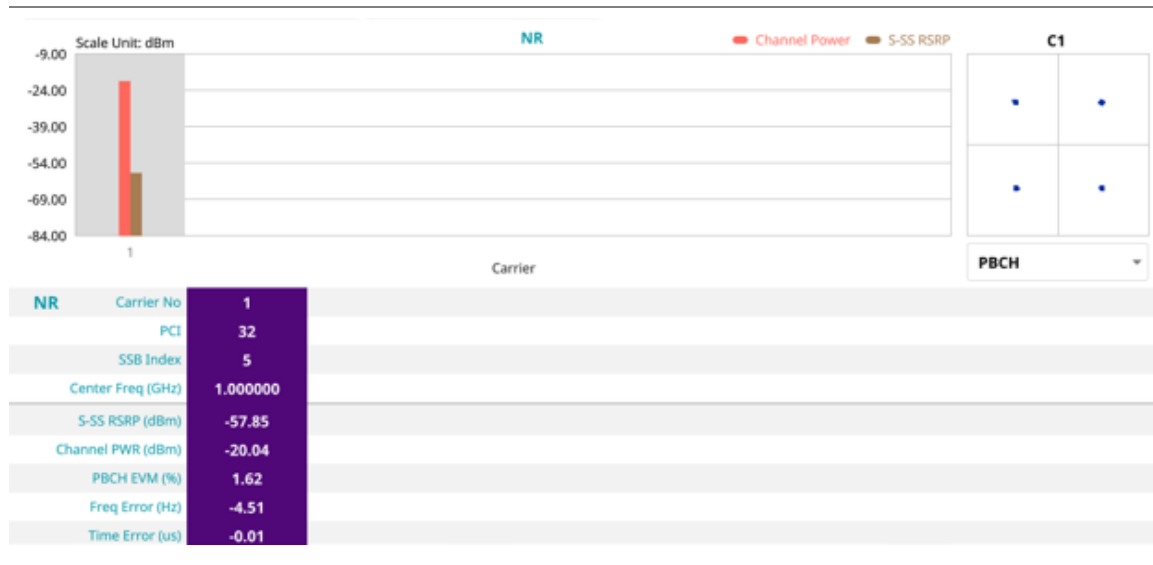 Scale Unit: dBm NR Channel Power S-SS RSRP C1
-9.00
-24.00
-39.00
-54.00
-69.00
-84.00
1
Carrier
PBCH
NR Carrier No 1
PCI 32
SSB Index 5
Center Freq (GHz) 1.000000
S-SS RSRP (dBm) -57.85
Channel PWR (dBm) -20.04
PBCH EVM (%) 1.62
Freq Error (Hz) -4.51
Time Error (us) -0.01